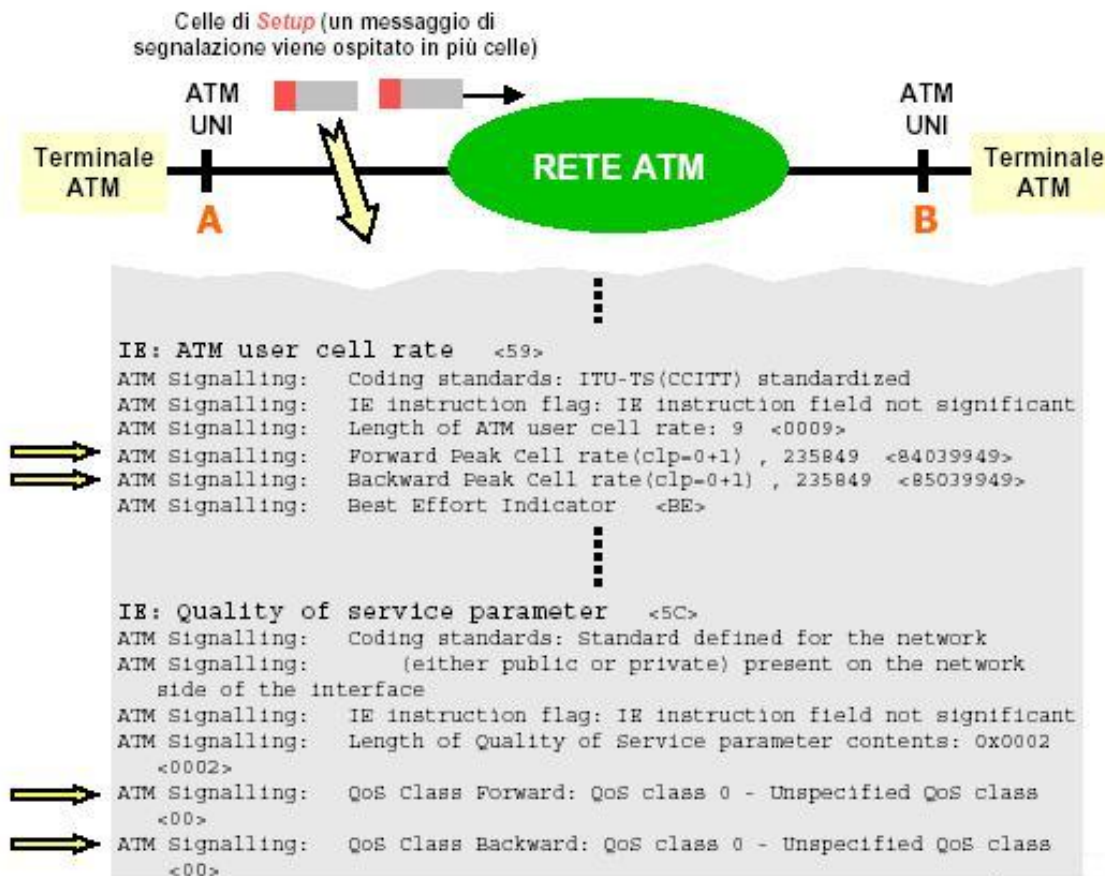 Celle di Setup (un messaggio di
segnalazione viene ospitato in più celle)
ATM
UNI
ATM
UNI
Terminale
ATM
RETE ATM
Terminale
ATM
A
B
IE: ATM user cell rate <59>
ATM Signalling: Coding standards: ITU-TS(CCITT) standardized
ATM Signalling: IE instruction flag: IE instruction field not significant
ATM Signalling: Length of ATM user cell rate: 9 <0009>
ATM Signalling: Forward Peak Cell rate(clp=0+1) , 235849 <84039949>
ATM Signalling: Backward Peak Cell rate(clp=0+1) , 235849 <85039949>
ATM Signalling: Best Effort Indicator <BE>
IE: Quality of service parameter <5C>
ATM Signalling: Coding standards: Standard defined for the network
ATM Signalling: (either public or private) present on the network
side of the interface
ATM Signalling: IE instruction flag: IE instruction field not significant
ATM Signalling: Length of Quality of Service parameter contents: 0x0002
<0002>
ATM Signalling: QoS Class Forward: QoS class 0 - Unspecified QoS class
<00>
ATM Signalling: QoS Class Backward: QoS class 0 - Unspecified QoS class
<00>